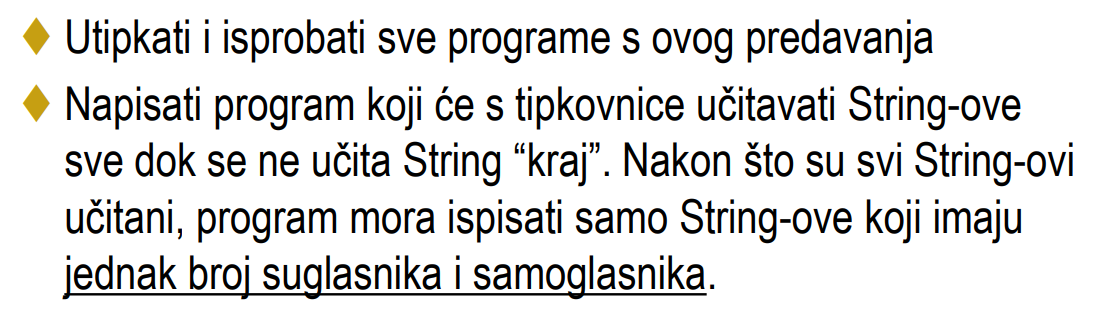 Utipkati i isprobati sve programe s ovog predavanja
Napisati program koji će s tipkovnice učitavati String-ove
sve dok se ne učita String “kraj”. Nakon što su svi String-ovi
učitani, program mora ispisati samo String-ove koji imaju
jednak broj suglasnika i samoglasnika.